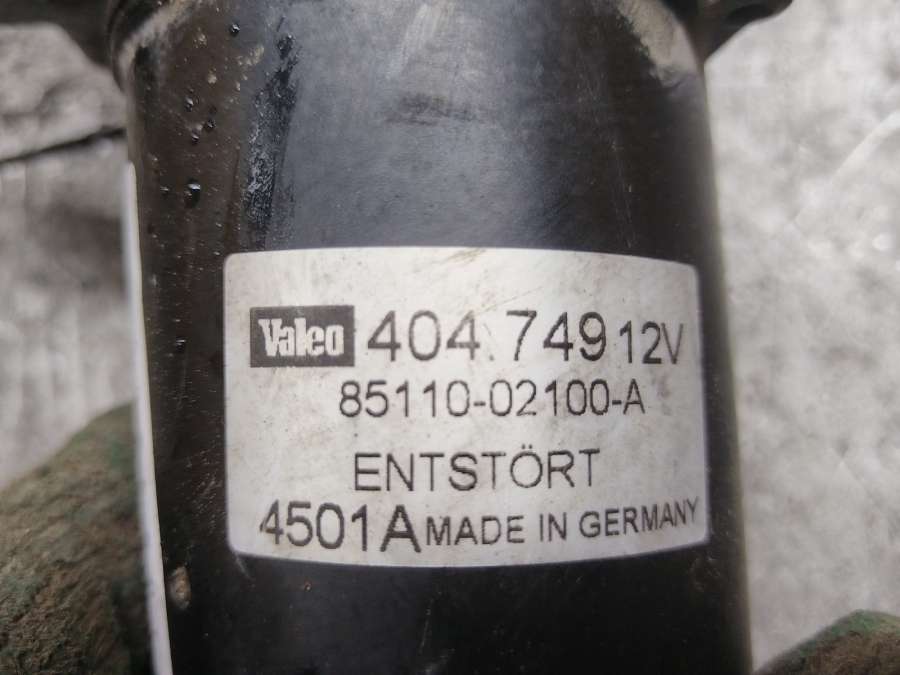 Valeo 404.749 12V
85110-02100-A
ENTSTÖRT
4501A MADE IN GERMANY